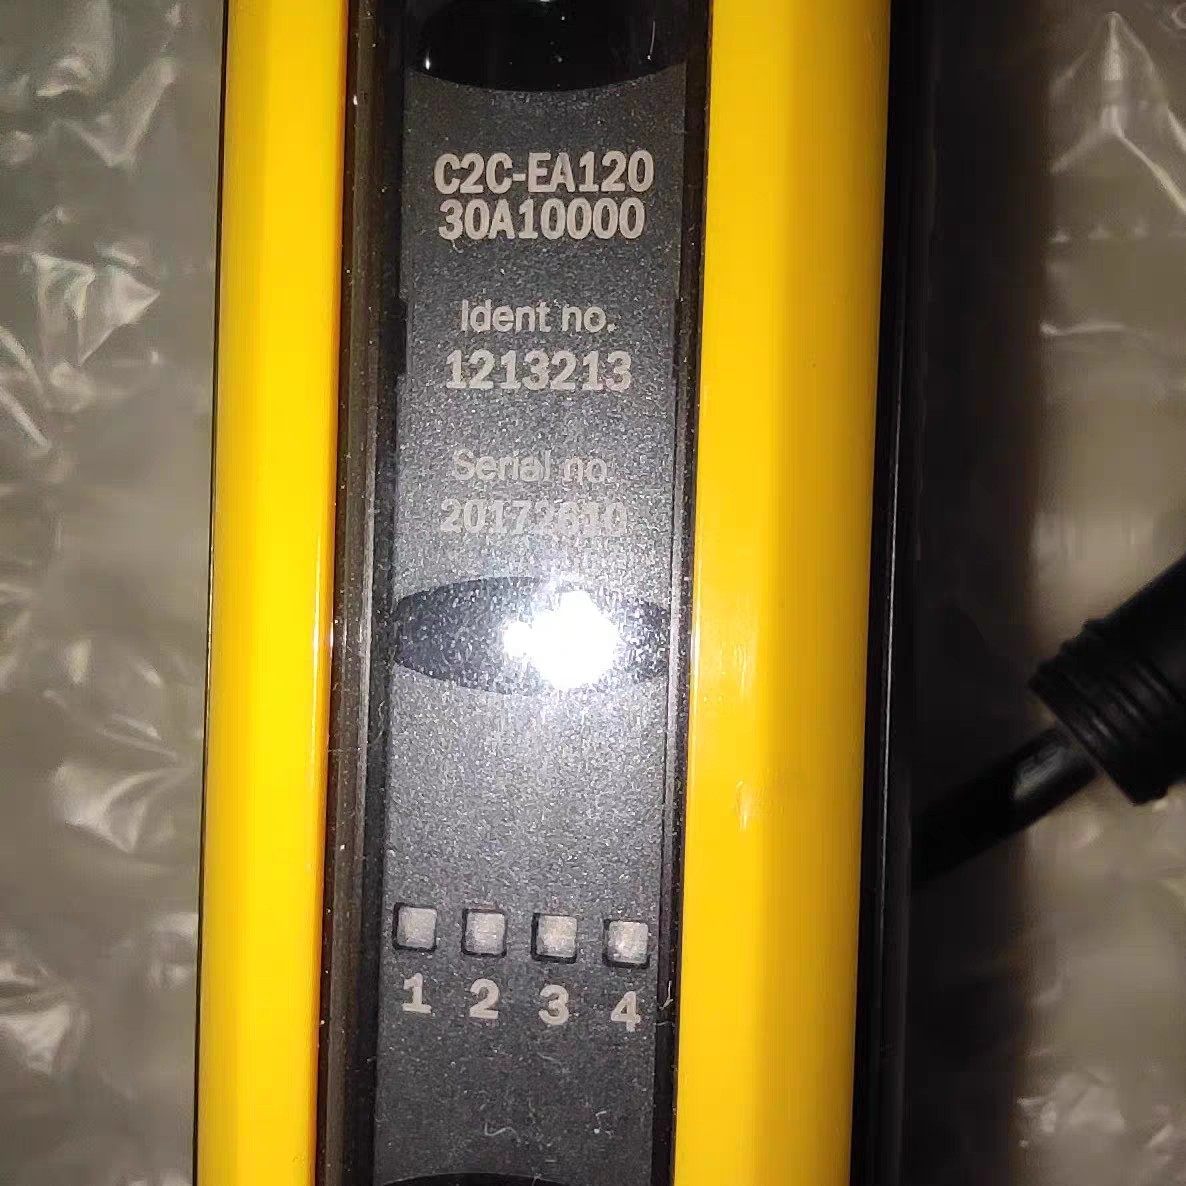 C2C-EA120
30A10000
Ident no.
1213213
Serial no.
1 2 3 4